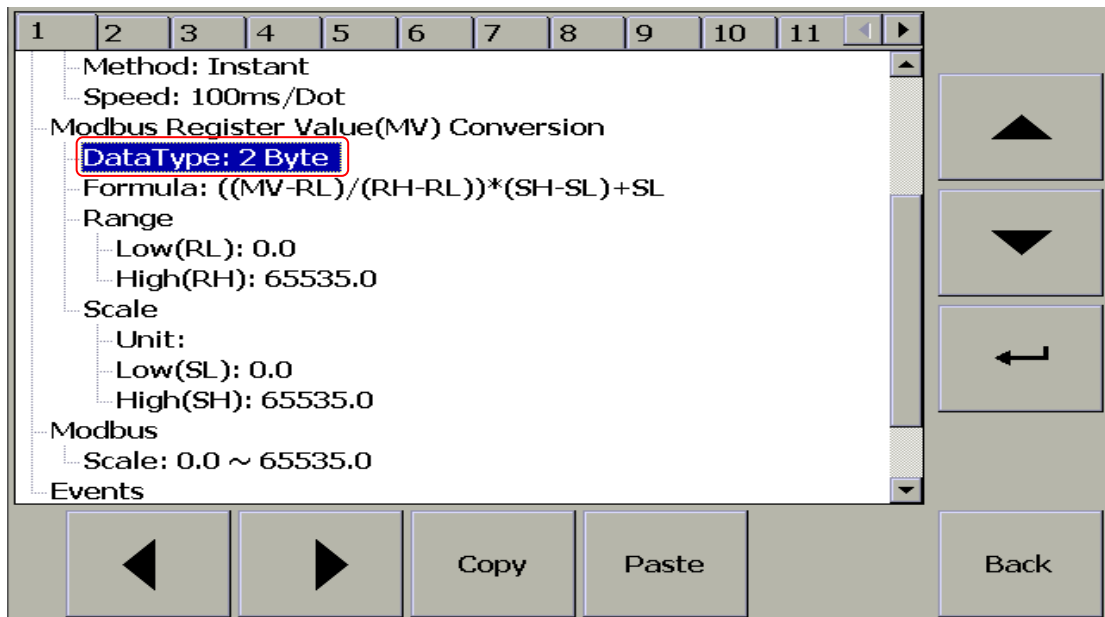 1 2 3 4 5 6 7 8 9 10 11
Method: Instant
Speed: 100ms/Dot
Modbus Register Value(MV) Conversion
DataType: 2 Byte
Formula: ((MV-RL)/(RH-RL))*(SH-SL)+SL
Range
Low(RL): 0.0
High(RH): 65535.0
Scale
Unit:
Low(SL): 0.0
High(SH): 65535.0
Modbus
Scale: 0.0 ~ 65535.0
Events
Copy Paste Back